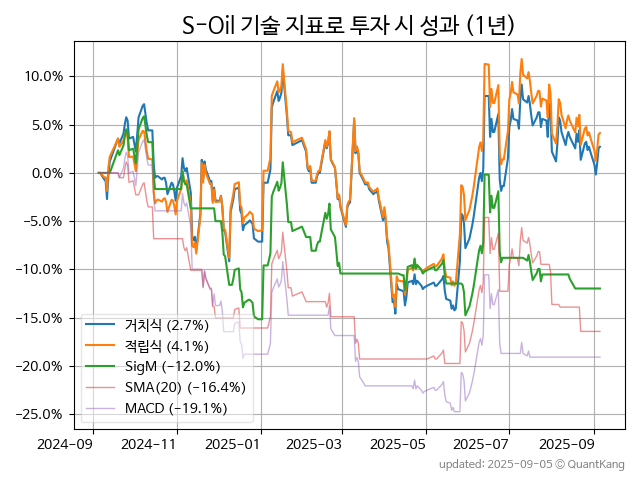 S-Oil 기술 지표로 투자 시 성과 (1년)
10.0%
5.0%
0.0%
-5.0%
-10.0%
-15.0%
-20.0%
-25.0%
거치식 (2.7%)
적립식 (4.1%)
SigM (-12.0%)
SMA(20) (-16.4%)
MACD (-19.1%)
2024-09 2024-11 2025-01 2025-03 2025-05 2025-07 2025-09
updated: 2025-09-05 © QuantKang